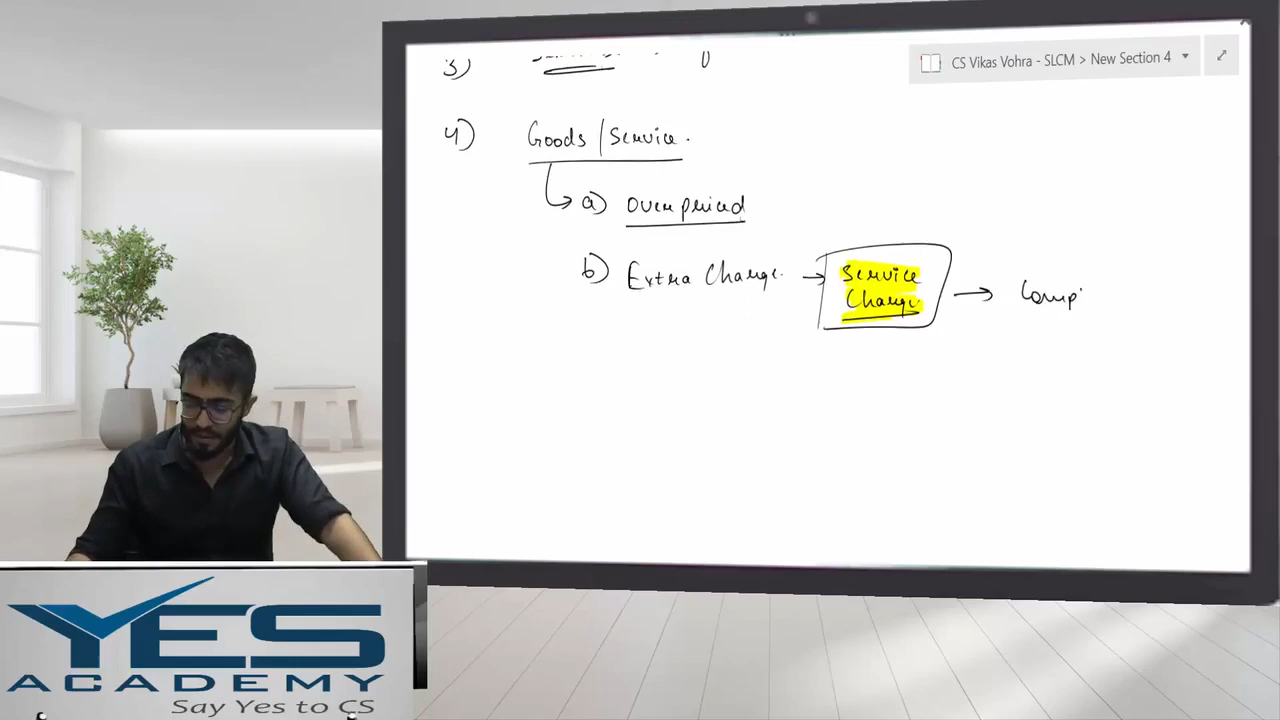 CS Vikas Vohra - SLCM > New Section 4
3)
4) Goods/Service.
a) Overpriced
b) Extra Charge. → Service Charge. → Comp
YES
ACADEMY
Say Yes to CS